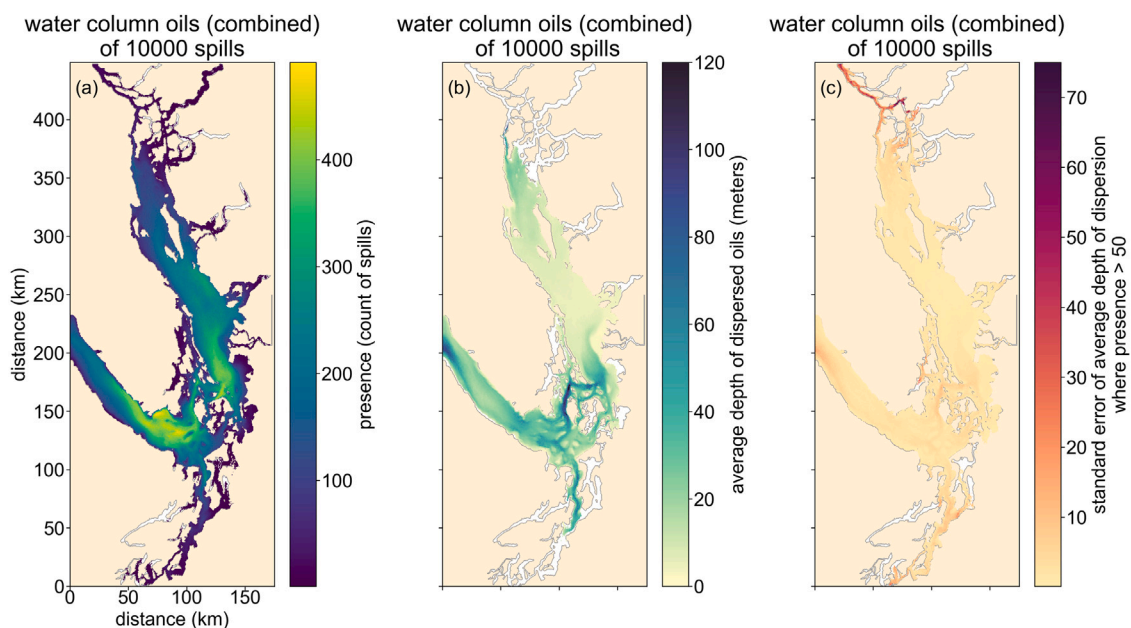 water column oils (combined)
of 10000 spills
(a)
400
350
300
250
200
150
100
50
0
distance (km)
0 50 100 150
distance (km)
400
300
200
100
presence (count of spills)
water column oils (combined)
of 10000 spills
(b)
120
100
80
60
40
20
0
average depth of dispersed oils (meters)
water column oils (combined)
of 10000 spills
(c)
70
60
50
40
30
20
10
standard error of average depth of dispersion
where presence > 50